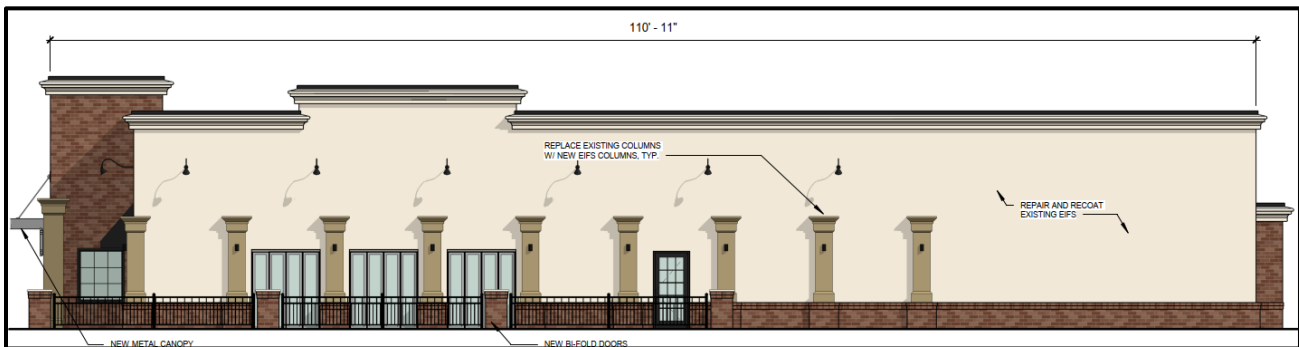 110' - 11"
REPLACE EXISTING COLUMNS
W/ NEW EIFS COLUMNS, TYP.
REPAIR AND RECOAT
EXISTING EIFS
NEW METAL CANOPY
NEW BI-FOLD DOORS